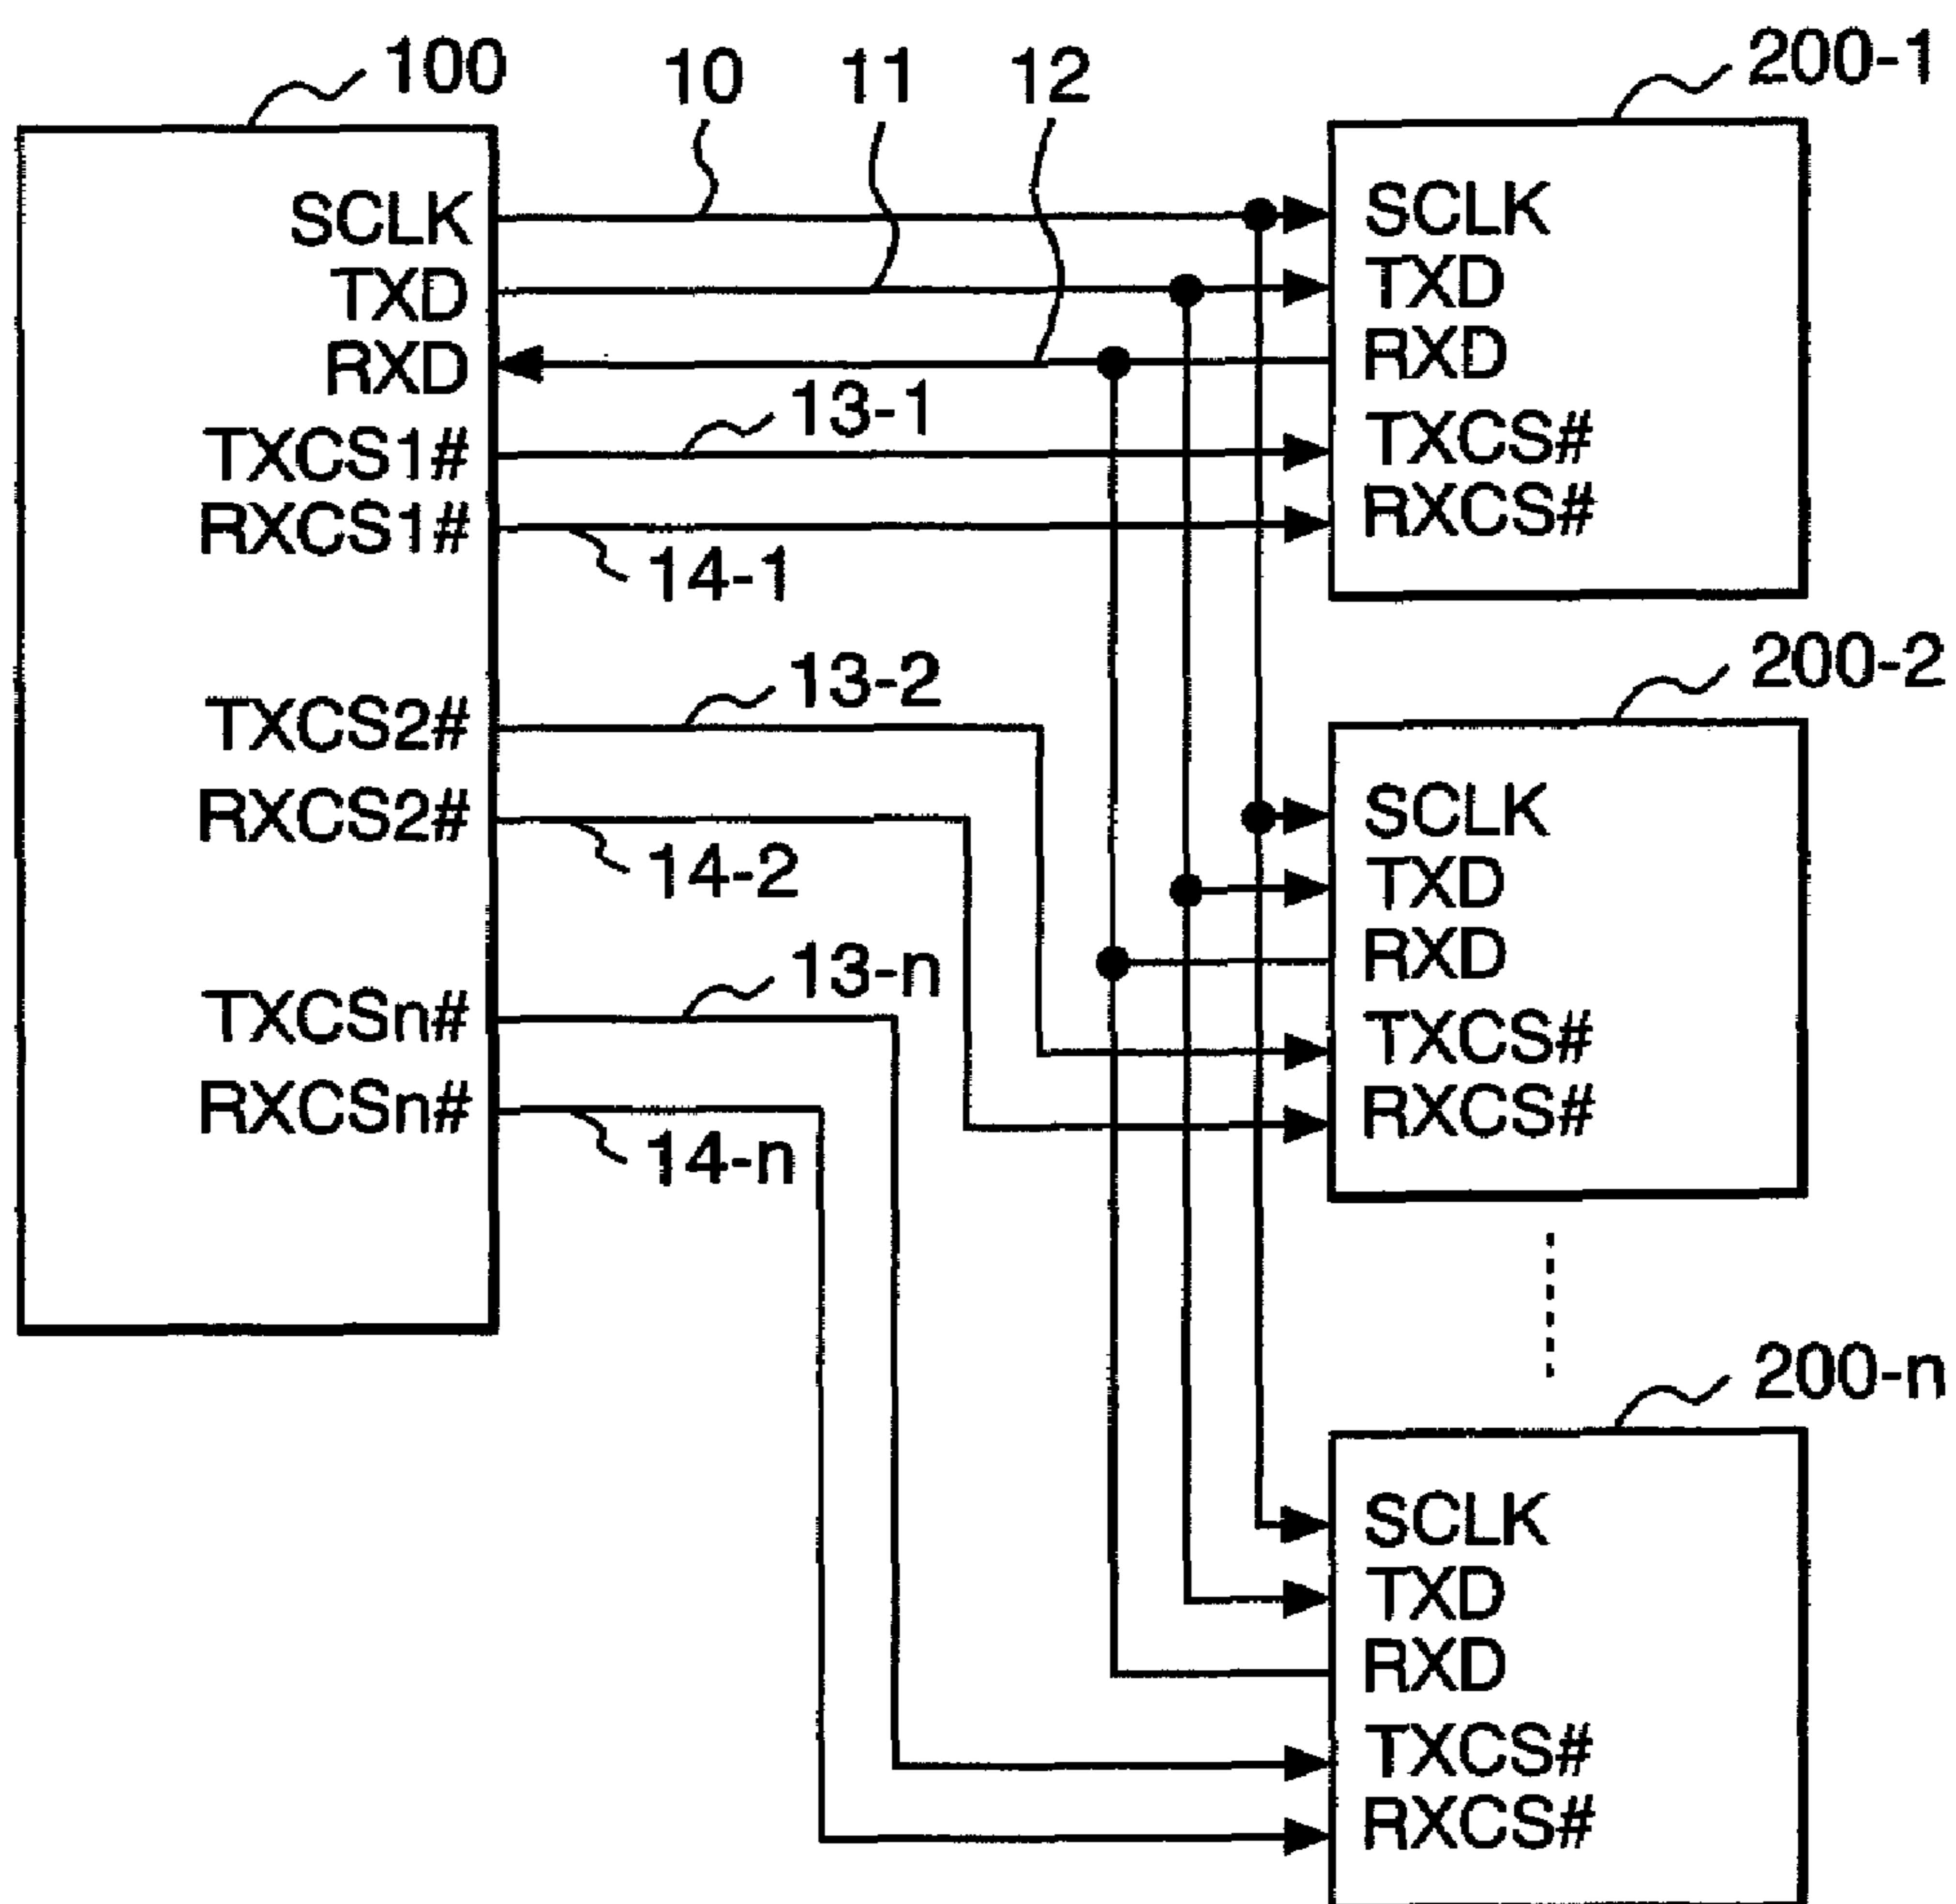 100
10
11
12
200-1
SCLK
TXD
RXD
TXCS1#
RXCS1#
TXCS2#
RXCS2#
TXCSn#
RXCSn#
13-1
14-1
13-2
14-2
13-n
14-n
SCLK
TXD
RXD
TXCS#
RXCS#
200-2
SCLK
TXD
RXD
TXCS#
RXCS#
200-n
SCLK
TXD
RXD
TXCS#
RXCS#